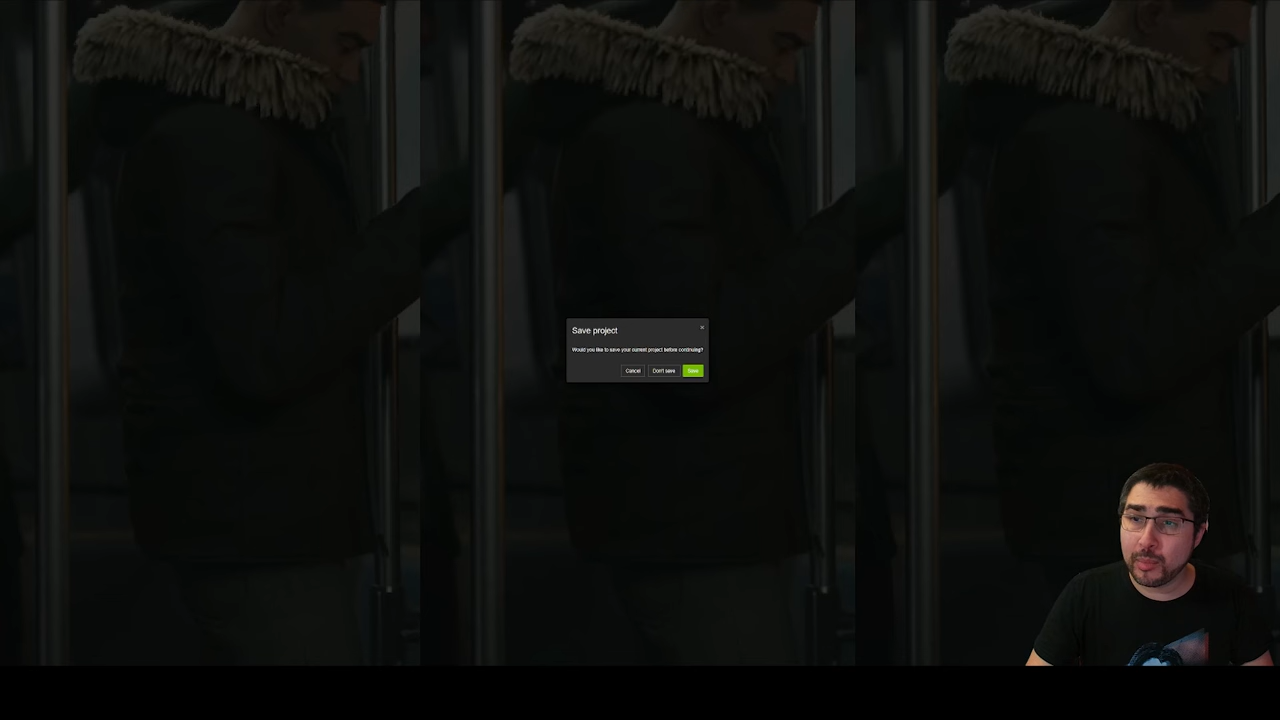 Save project
Would you like to save your current project before continuing?
Cancel
Don't save
Save